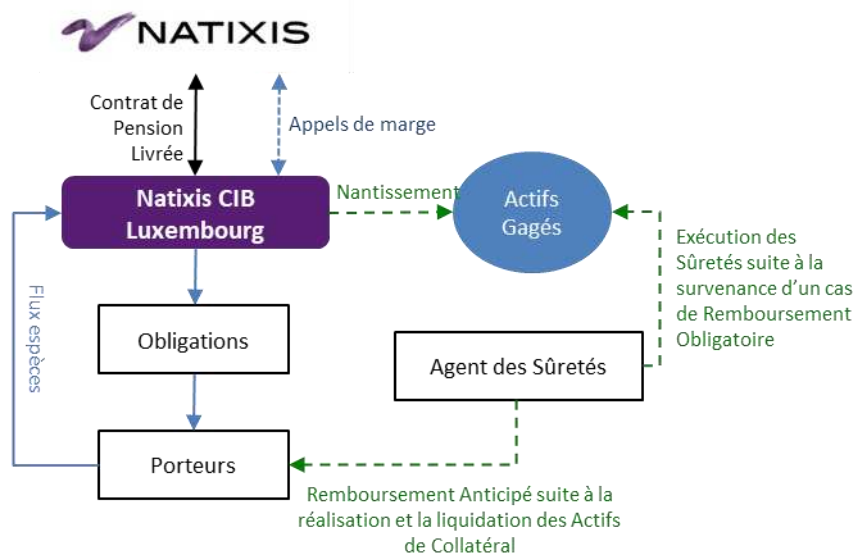 NATIXIS
Contrat de
Pension
Livrée
Appels de marge
Natixis CIB
Luxembourg
Nantissement
Actifs
Gagés
Exécution des
Sûretés suite à la
survenance d'un cas
de Remboursement
Obligatoire
Flux espèces
Obligations
Agent des Sûretés
Porteurs
Remboursement Anticipé suite à la
réalisation et la liquidation des Actifs
de Collatéral